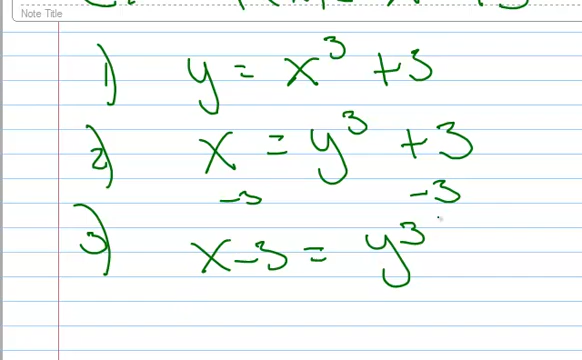 Note Title
1) y = x³ + 3
2) x = y³ + 3
-3 -3
3) x - 3 = y³